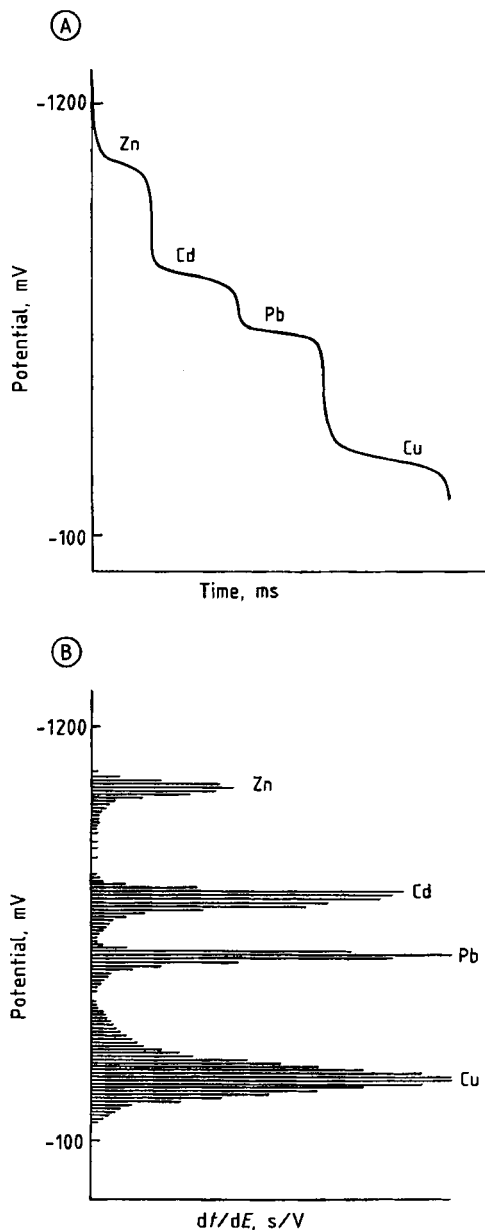 A
-1200
Zn
Cd
Pb
Cu
Potential, mV
-100
Time, ms
B
-1200
Zn
Cd
Pb
Cu
Potential, mV
-100
dt/dE, s/V